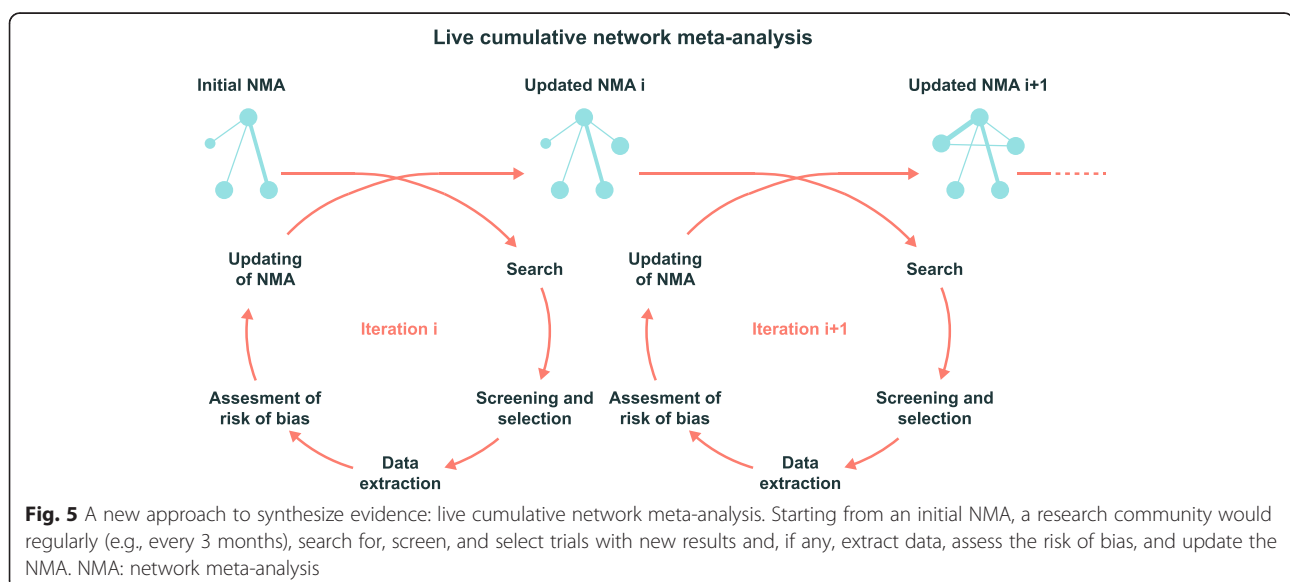 Live cumulative network meta-analysis
Initial NMA
Updated NMA i
Updated NMA i+1
Updating
of NMA
Search
Updating
of NMA
Search
Iteration i
Iteration i+1
Assesment of
risk of bias
Screening and
selection
Assesment of
risk of bias
Screening and
selection
Data
extraction
Data
extraction
Fig. 5 A new approach to synthesize evidence: live cumulative network meta-analysis. Starting from an initial NMA, a research community would
regularly (e.g., every 3 months), search for, screen, and select trials with new results and, if any, extract data, assess the risk of bias, and update the
NMA. NMA: network meta-analysis